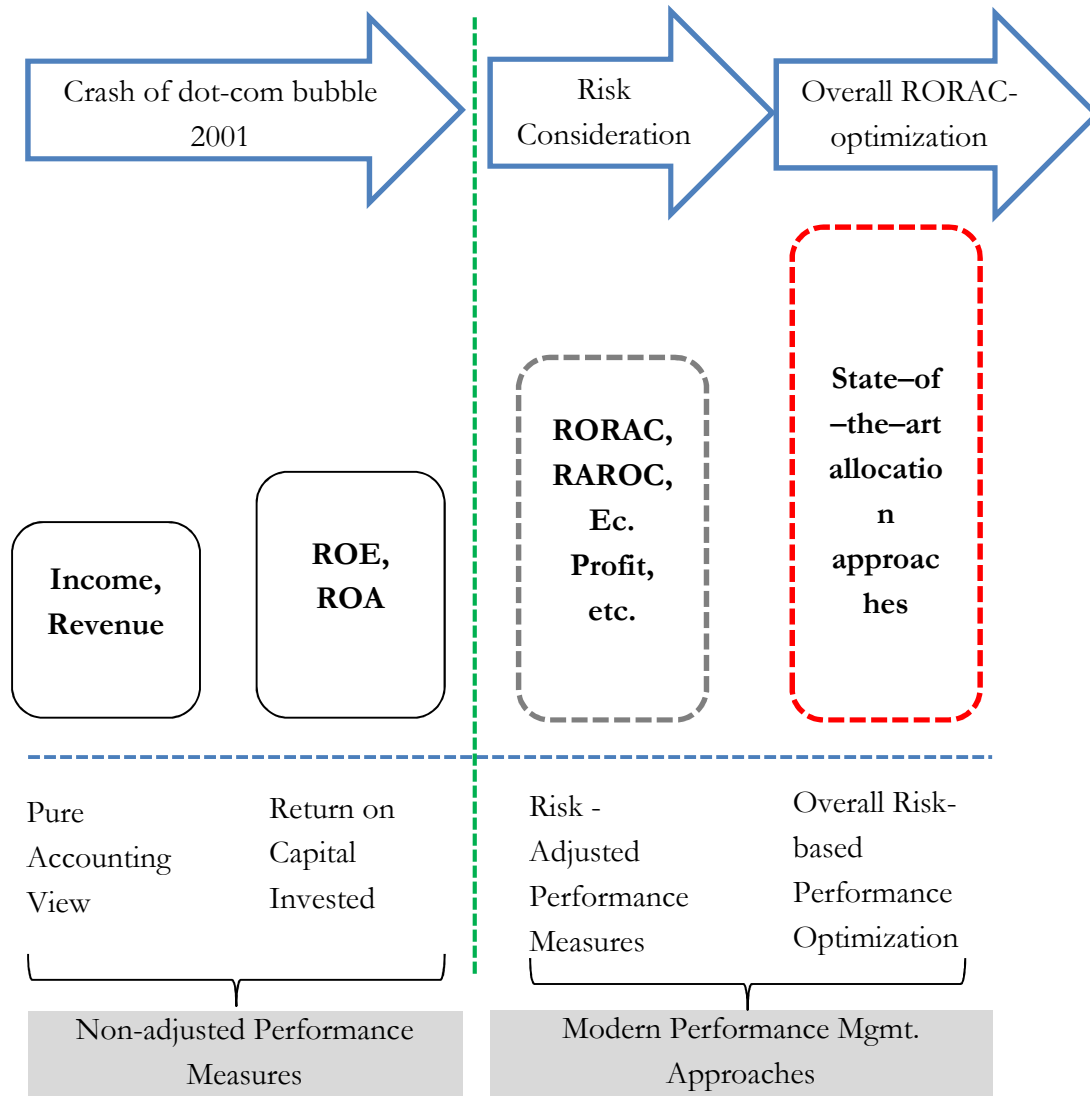 Crash of dot-com bubble
2001
Risk
Consideration
Overall RORAC-
optimization
Income,
Revenue
ROE,
ROA
RORAC,
RAROC,
Ec.
Profit,
etc.
State–of
–the–art
allocatio
n
approac
hes
Pure
Accounting
View
Return on
Capital
Invested
Risk -
Adjusted
Performance
Measures
Overall Risk-
based
Performance
Optimization
Non-adjusted Performance
Measures
Modern Performance Mgmt.
Approaches